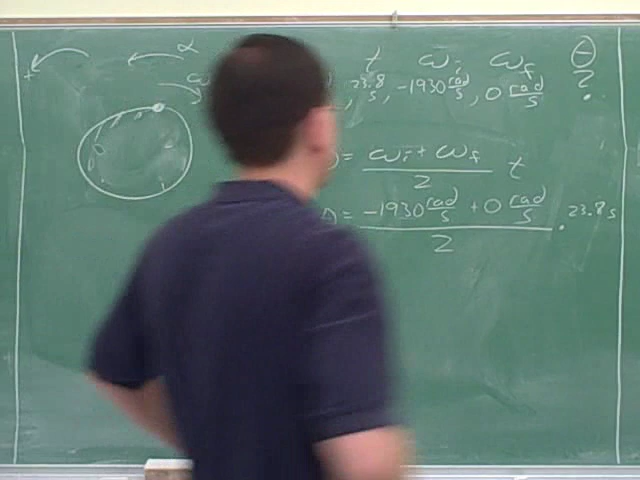 + α
ω t ωi ωf θ
, 23.8 s, -1930 rad/s, 0 rad/s ?
= ωi + ωf / 2 t
= -1930 rad/s + 0 rad/s / 2 · 23.8 s